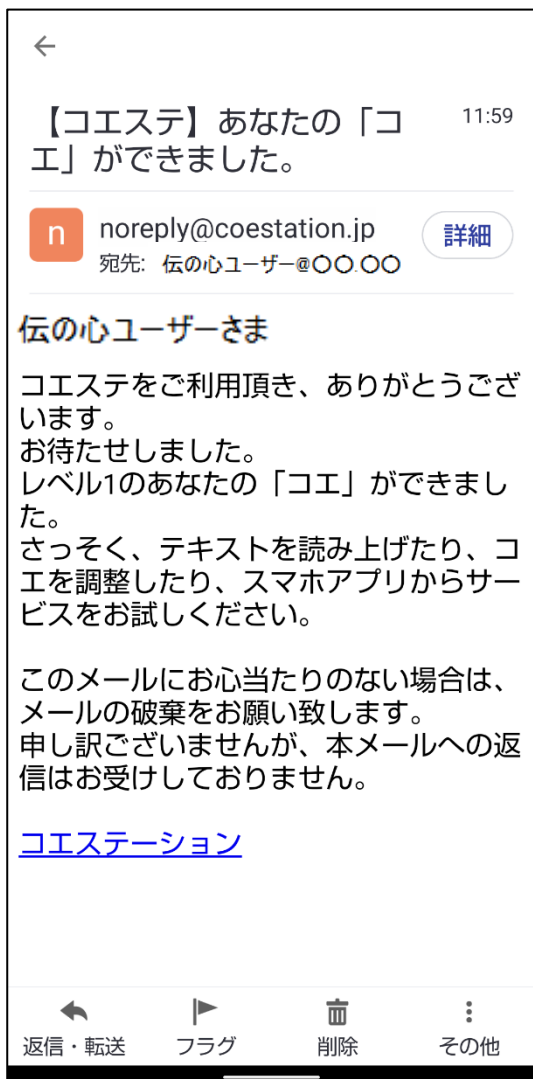 【コエステ】あなたの「コ
エ」ができました。
11:59
n
noreply@coestation.jp
詳細
宛先: 伝の心ユーザー@〇〇.〇〇
伝の心ユーザーさま
コエステをご利用頂き、ありがとうござ
います。
お待たせしました。
レベル1のあなたの「コエ」ができまし
た。
さっそく、テキストを読み上げたり、コ
エを調整したり、スマホアプリからサー
ビスをお試しください。
このメールにお心当たりのない場合は、
メールの破棄をお願い致します。
申し訳ございませんが、本メールへの返
信はお受けしておりません。
コエステーション
返信・転送
フラグ
削除
その他